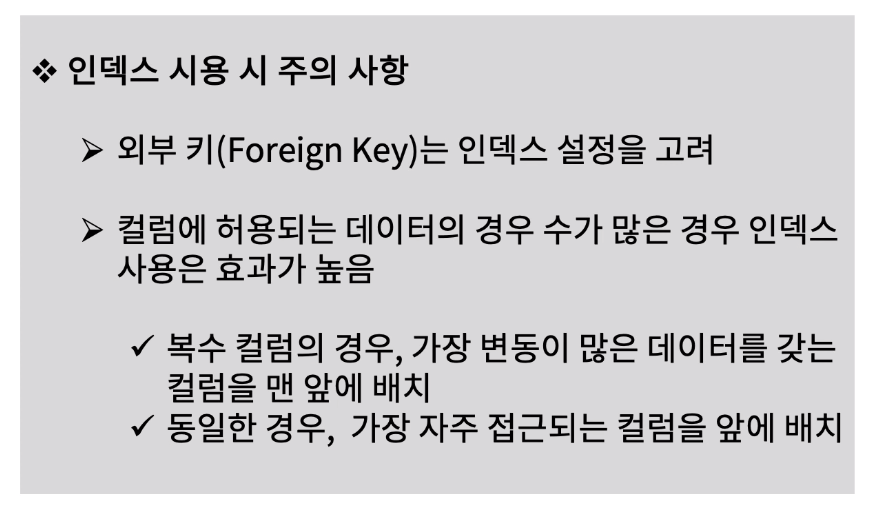 ❖ 인덱스 시용 시 주의 사항
➢ 외부 키(Foreign Key)는 인덱스 설정을 고려
➢ 컬럼에 허용되는 데이터의 경우 수가 많은 경우 인덱스
사용은 효과가 높음
✓ 복수 컬럼의 경우, 가장 변동이 많은 데이터를 갖는
컬럼을 맨 앞에 배치
✓ 동일한 경우, 가장 자주 접근되는 컬럼을 앞에 배치